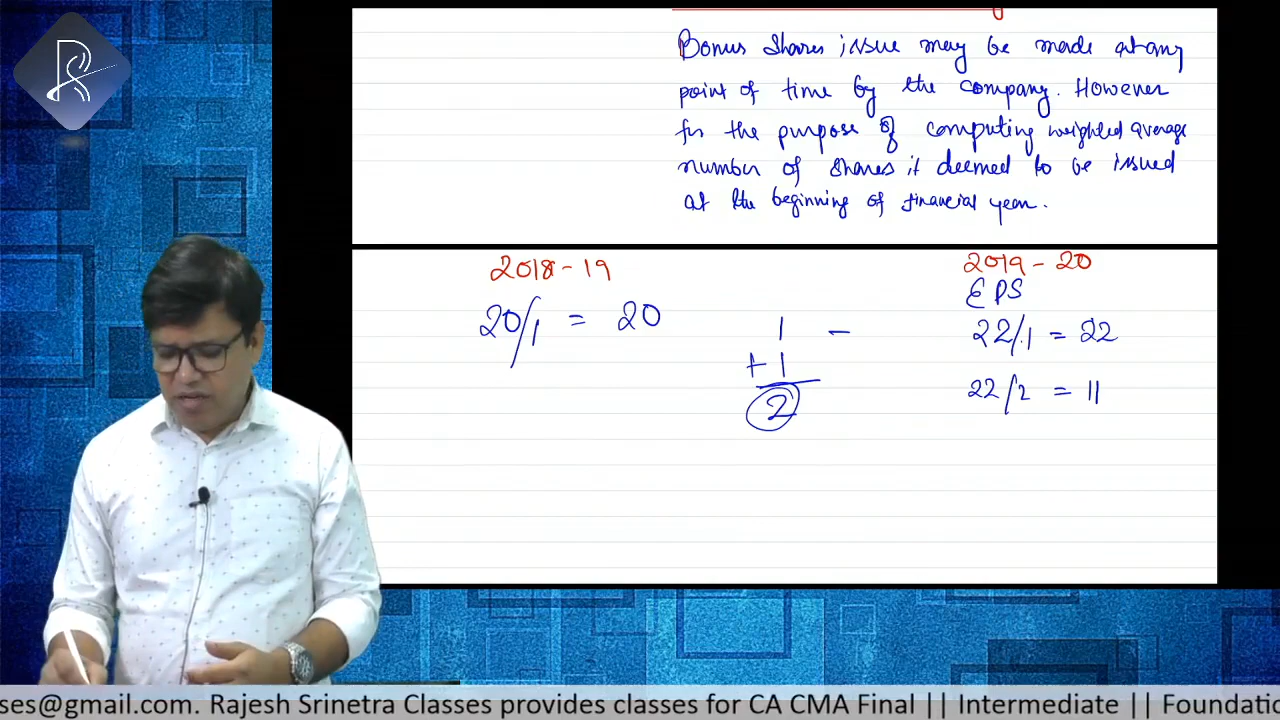 Bonus Shares issue may be made at any
point of time by the company. However
for the purpose of computing weighted average
number of shares it deemed to be issued
at the beginning of financial year.
2018-19
20/1 = 20
1 -
+1
2
2019-20
EPS
22/1 = 22
22/2 = 11
RS
ses@gmail.com. Rajesh Srinetra Classes provides classes for CA CMA Final || Intermediate || Foundatio